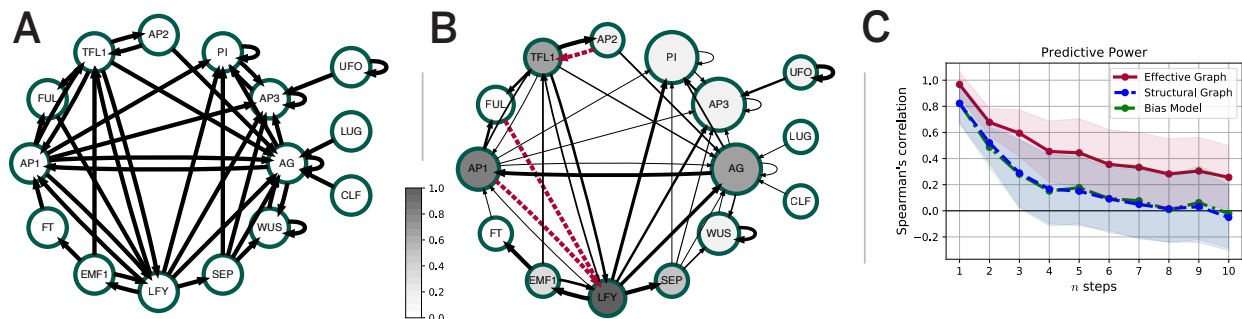 A
TFL1
AP2
PI
UFO
FUL
AP3
LUG
AP1
AG
CLF
FT
WUS
EMF1
SEP
LFY
B
TFL1
AP2
PI
UFO
FUL
AP3
LUG
AP1
AG
CLF
FT
WUS
EMF1
SEP
LFY
1.0
0.8
0.6
0.4
0.2
0.0
C
Predictive Power
Effective Graph
Structural Graph
Bias Model
Spearman's correlation
1.0
0.8
0.6
0.4
0.2
0.0
−0.2
1 2 3 4 5 6 7 8 9 10
n steps